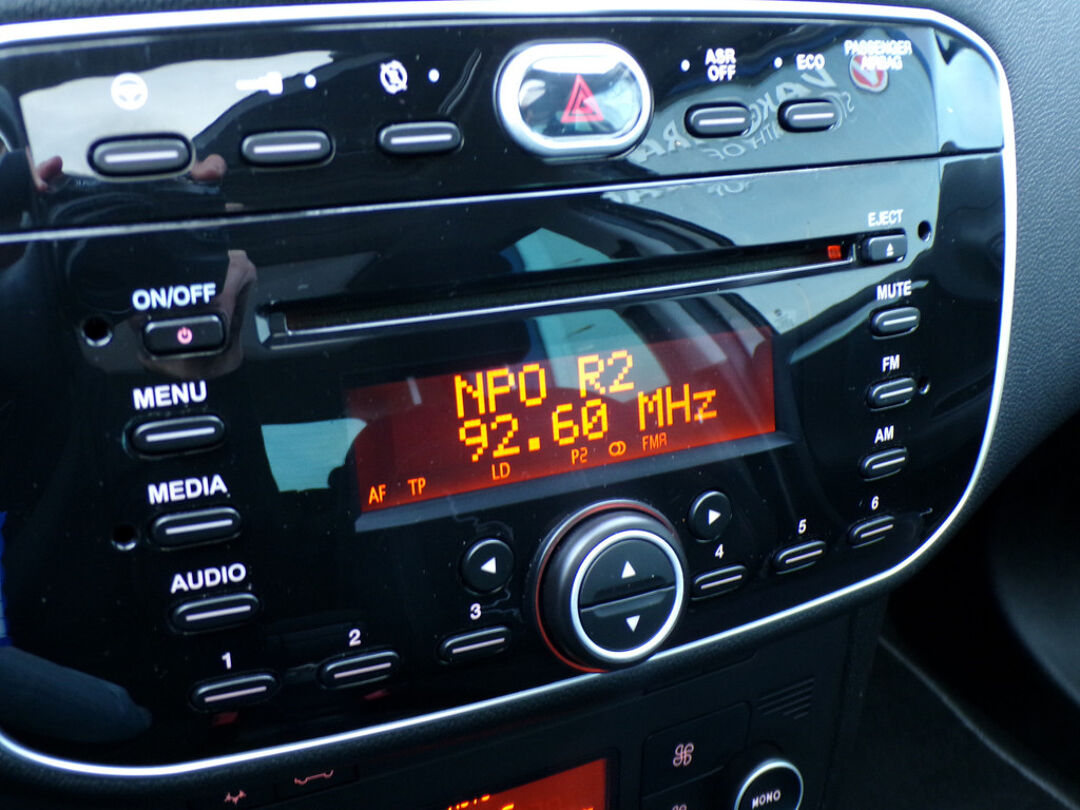 ASR
OFF
ECO
PASSENGER
AIRBAG
EJECT
ON/OFF
MUTE
MENU
NPO R2
FM
92.60 MHz
AF TP LD P2 FMR
AM
MEDIA
AUDIO
1
2
3
4
5
6
MONO